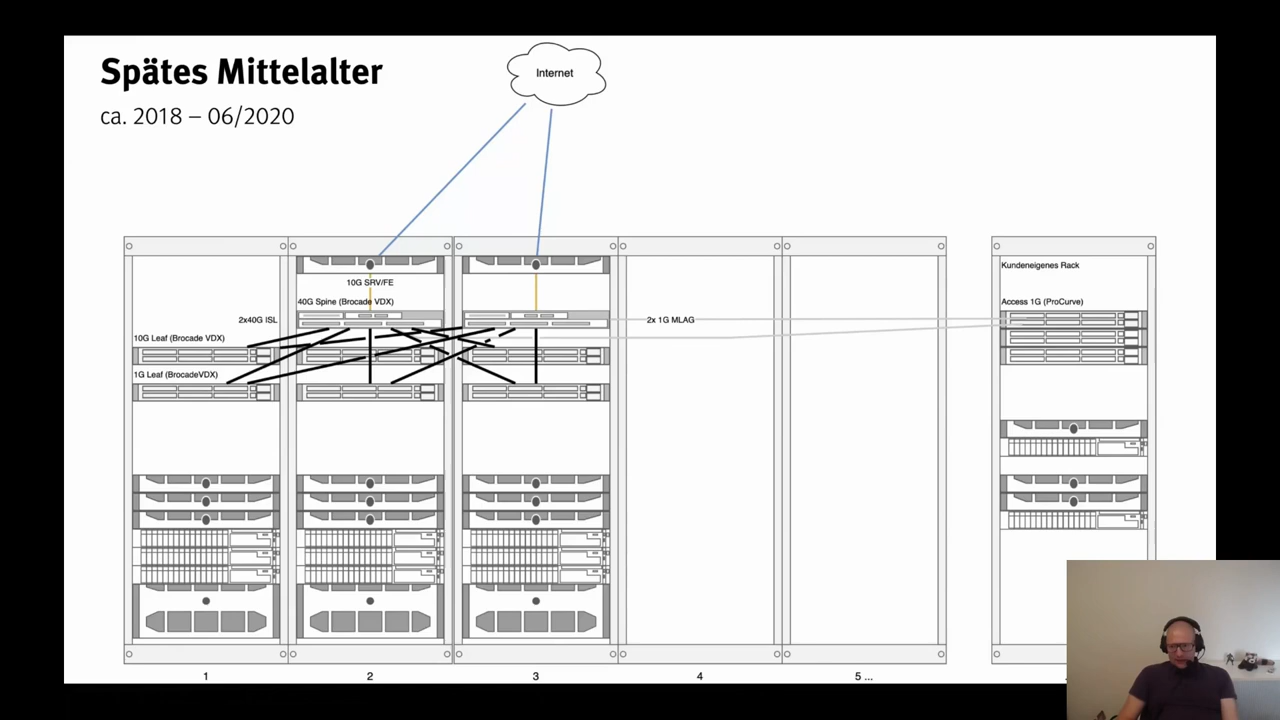 Spätes Mittelalter
ca. 2018 – 06/2020
Internet
Kundeneigenes Rack
10G SRV/FE
40G Spine (Brocade VDX)
Access 1G (ProCurve)
2x40G ISL
2x 1G MLAG
10G Leaf (Brocade VDX)
1G Leaf (BrocadeVDX)
1
2
3
4
5 ...